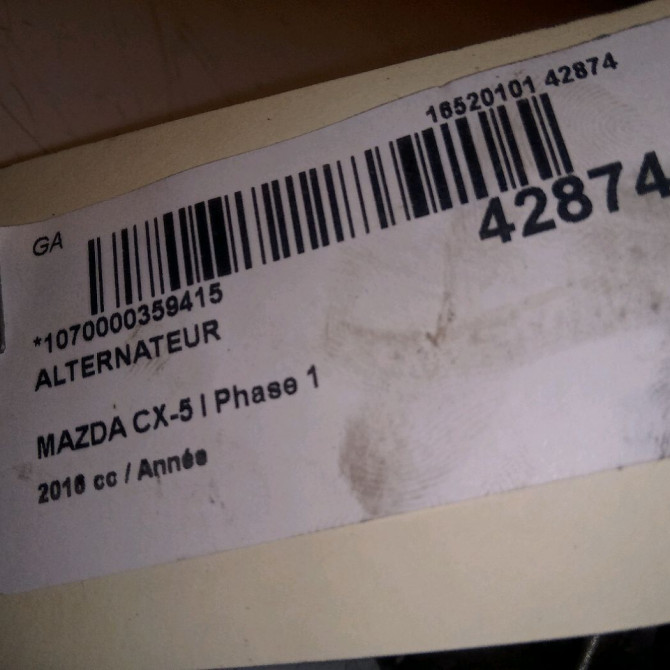 16520101 42874
42874
GA
*1070000359415
ALTERNATEUR
MAZDA CX-5 I Phase 1
2016 cc / Année